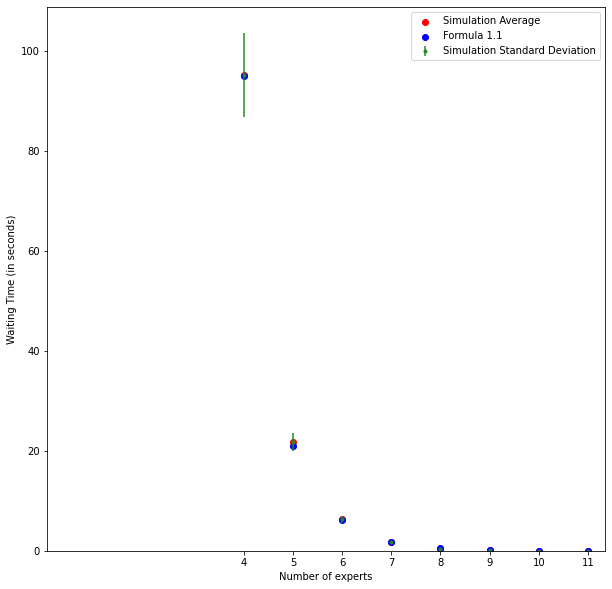 Simulation Average
Formula 1.1
Simulation Standard Deviation
100
80
60
40
20
0
Waiting Time (in seconds)
4 5 6 7 8 9 10 11
Number of experts